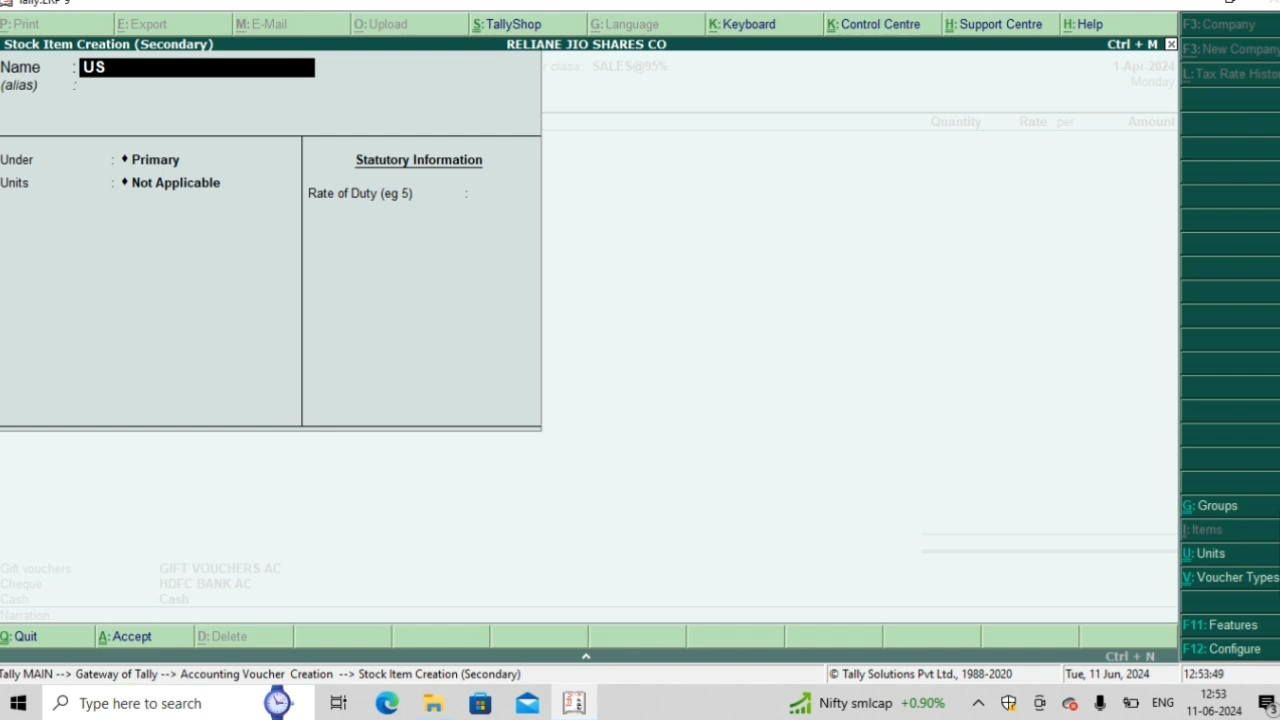 Tally.ERP 9
P: Print E: Export M: E-Mail O: Upload S: TallyShop G: Language K: Keyboard K: Control Centre H: Support Centre H: Help F3: Company
Stock Item Creation (Secondary) RELIANE JIO SHARES CO Ctrl + M
F3: New Company
Name : US
class: SALES@95% 1-Apr-2024
(alias) :
Monday
L: Tax Rate Histo
Quantity Rate per Amount
Under : ♦ Primary
Statutory Information
Units : ♦ Not Applicable
Rate of Duty (eg 5) :
G: Groups
I: Items
U: Units
V: Voucher Types
Gift vouchers GIFT VOUCHERS AC
Cheque HDFC BANK AC
Cash Cash
Narration:
F11: Features
Q: Quit A: Accept D: Delete
F12: Configure
Ctrl + N
Tally MAIN --> Gateway of Tally --> Accounting Voucher Creation --> Stock Item Creation (Secondary) © Tally Solutions Pvt Ltd., 1988-2020 Tue, 11 Jun, 2024 12:53:49
Type here to search Nifty smlcap +0.90% ENG 12:53
11-06-2024 3